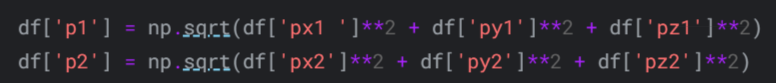 df['p1'] = np.sqrt(df['px1 ']**2 + df['py1']**2 + df['pz1']**2)
df['p2'] = np.sqrt(df['px2']**2 + df['py2']**2 + df['pz2']**2)